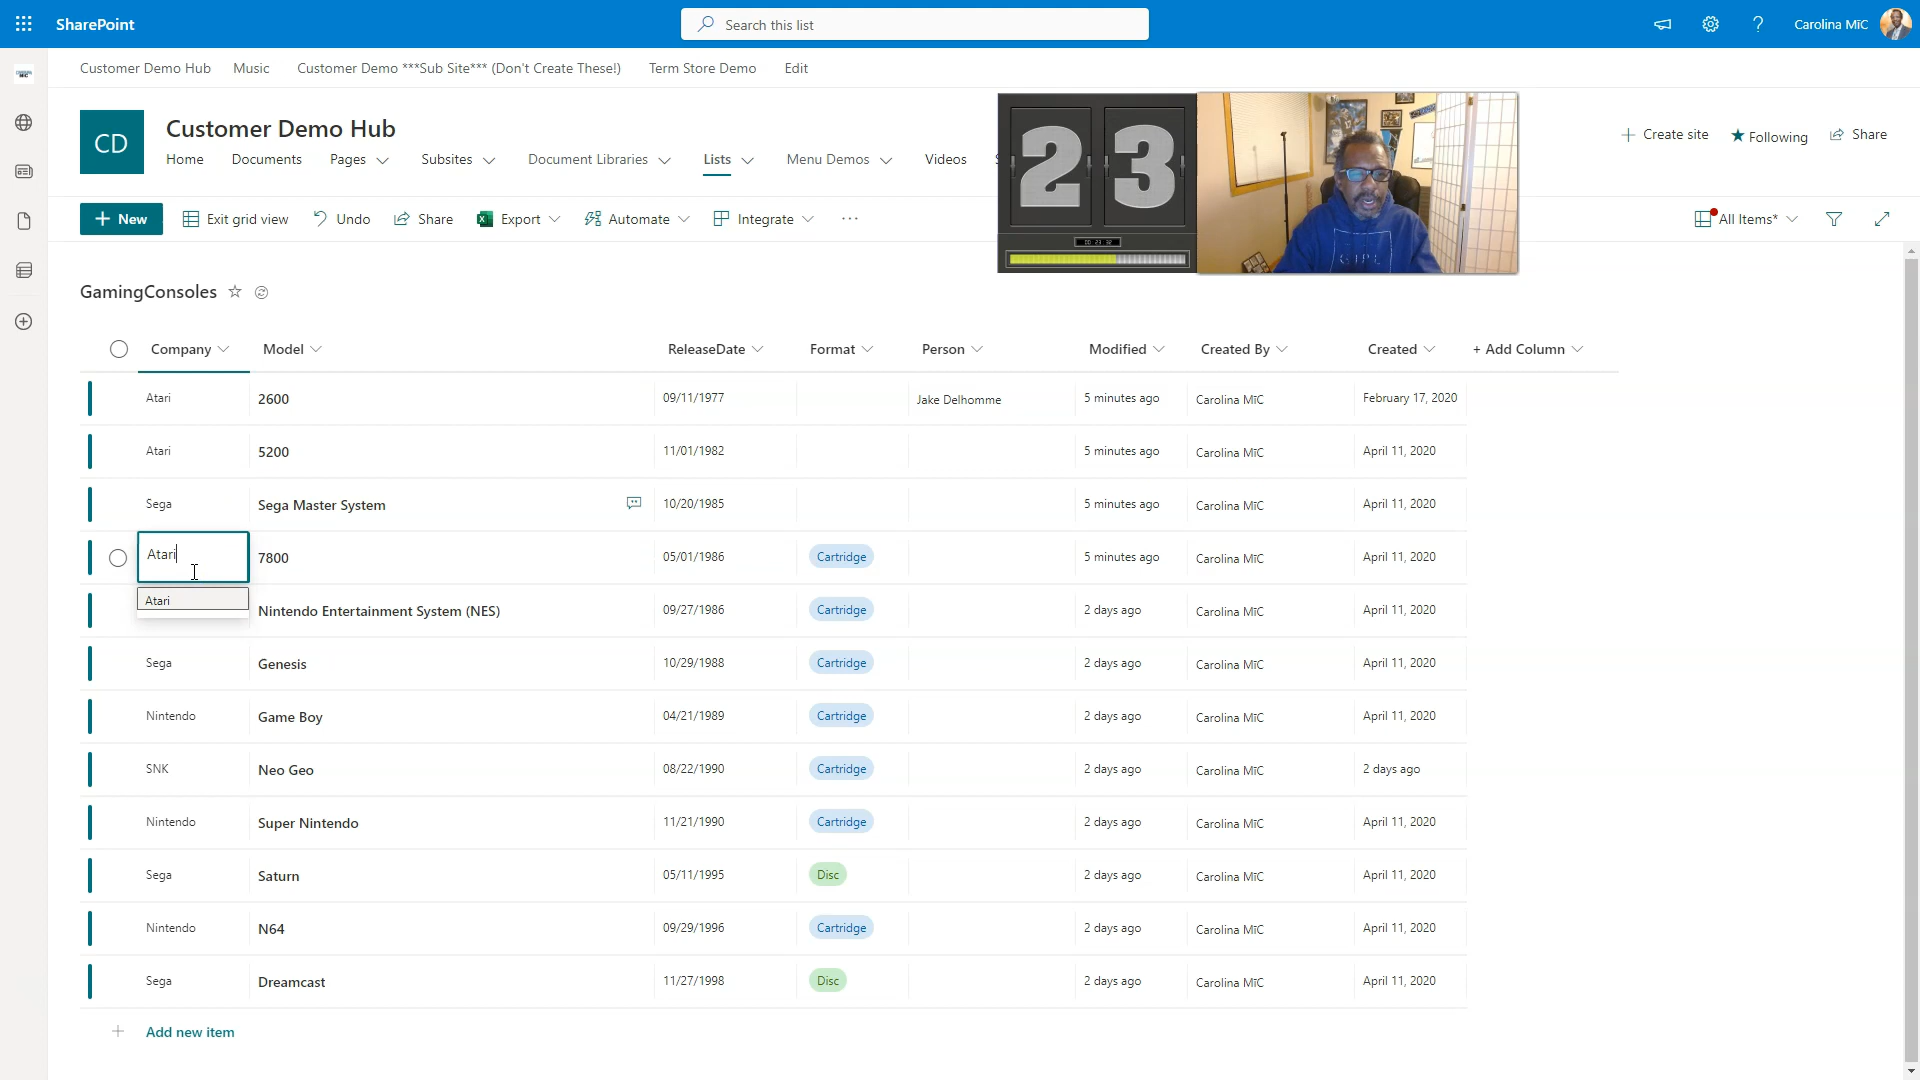 SharePoint
Search this list
Carolina MiC
Customer Demo Hub
Music
Customer Demo ***Sub Site*** (Don't Create These!)
Term Store Demo
Edit
CD
Customer Demo Hub
Home
Documents
Pages
Subsites
Document Libraries
Lists
Menu Demos
Videos
23
00 23 32
+ Create site
Following
Share
+ New
Exit grid view
Undo
Share
Export
Automate
Integrate
...
All Items*
GamingConsoles
Company Model ReleaseDate Format Person Modified Created By Created + Add Column
Atari 2600 09/11/1977 Jake Delhomme 5 minutes ago Carolina MiC February 17, 2020
Atari 5200 11/01/1982 5 minutes ago Carolina MiC April 11, 2020
Sega Sega Master System 10/20/1985 5 minutes ago Carolina MiC April 11, 2020
Atari 7800 05/01/1986 Cartridge 5 minutes ago Carolina MiC April 11, 2020
Atari
Nintendo Entertainment System (NES) 09/27/1986 Cartridge 2 days ago Carolina MiC April 11, 2020
Sega Genesis 10/29/1988 Cartridge 2 days ago Carolina MiC April 11, 2020
Nintendo Game Boy 04/21/1989 Cartridge 2 days ago Carolina MiC April 11, 2020
SNK Neo Geo 08/22/1990 Cartridge 2 days ago Carolina MiC 2 days ago
Nintendo Super Nintendo 11/21/1990 Cartridge 2 days ago Carolina MiC April 11, 2020
Sega Saturn 05/11/1995 Disc 2 days ago Carolina MiC April 11, 2020
Nintendo N64 09/29/1996 Cartridge 2 days ago Carolina MiC April 11, 2020
Sega Dreamcast 11/27/1998 Disc 2 days ago Carolina MiC April 11, 2020
+ Add new item